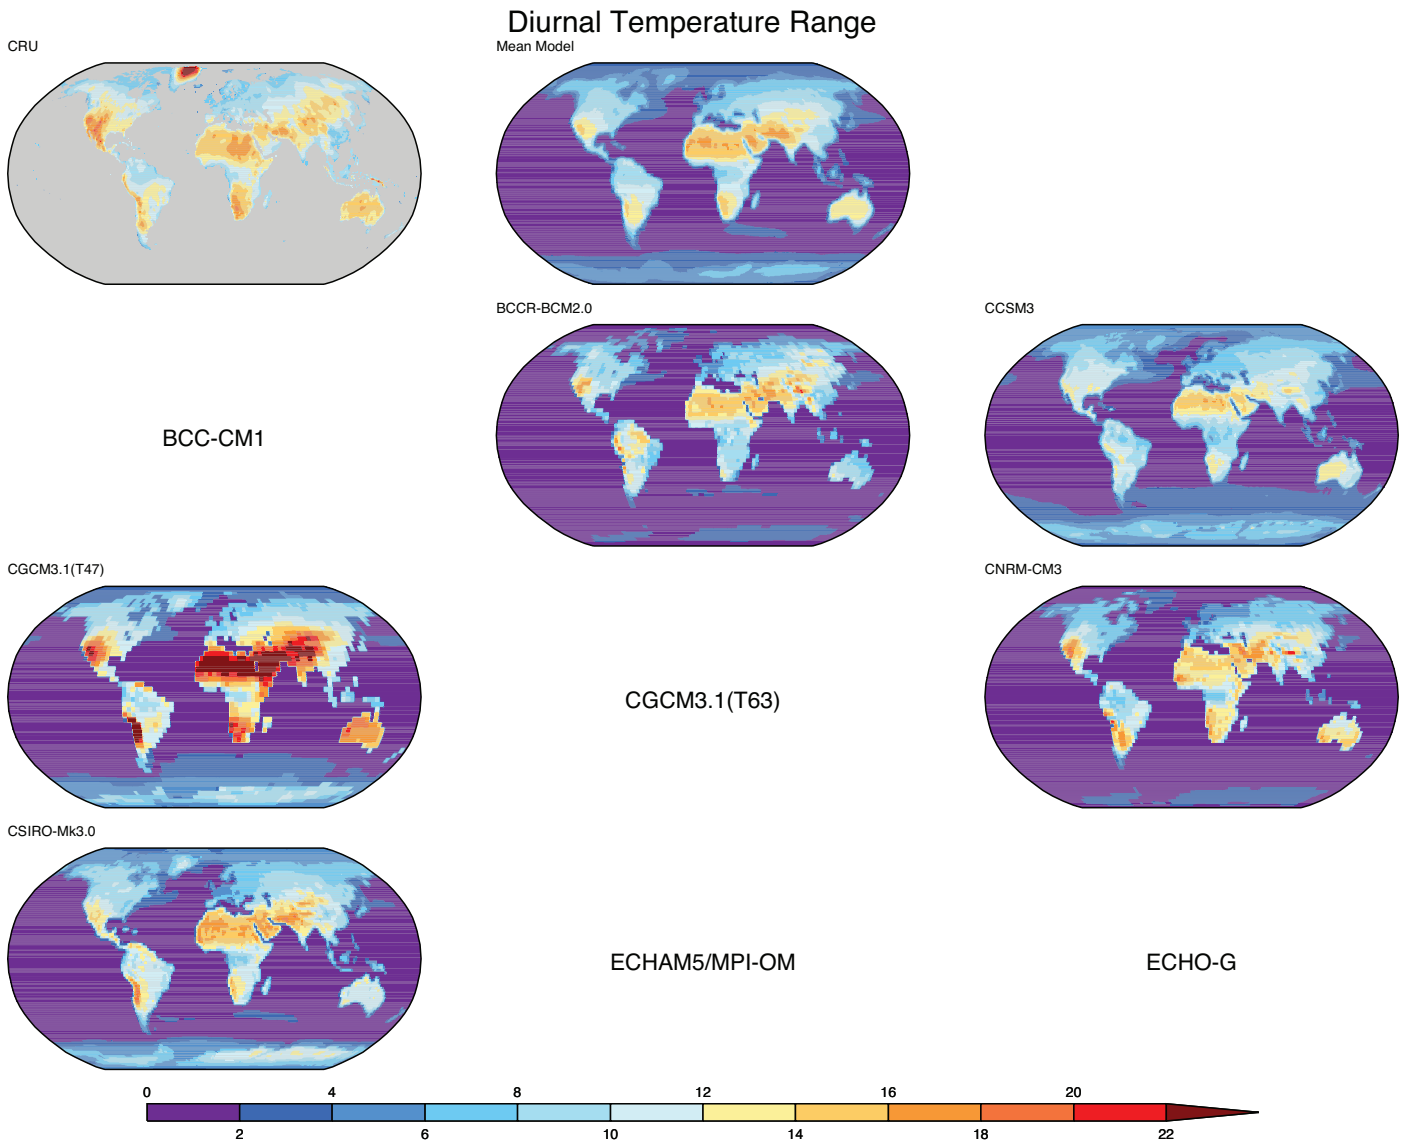 Diurnal Temperature Range
CRU
Mean Model
BCCR-BCM2.0
CCSM3
BCC-CM1
CGCM3.1(T47)
CNRM-CM3
CGCM3.1(T63)
CSIRO-Mk3.0
ECHAM5/MPI-OM
ECHO-G
0 4 8 12 16 20
2 6 10 14 18 22